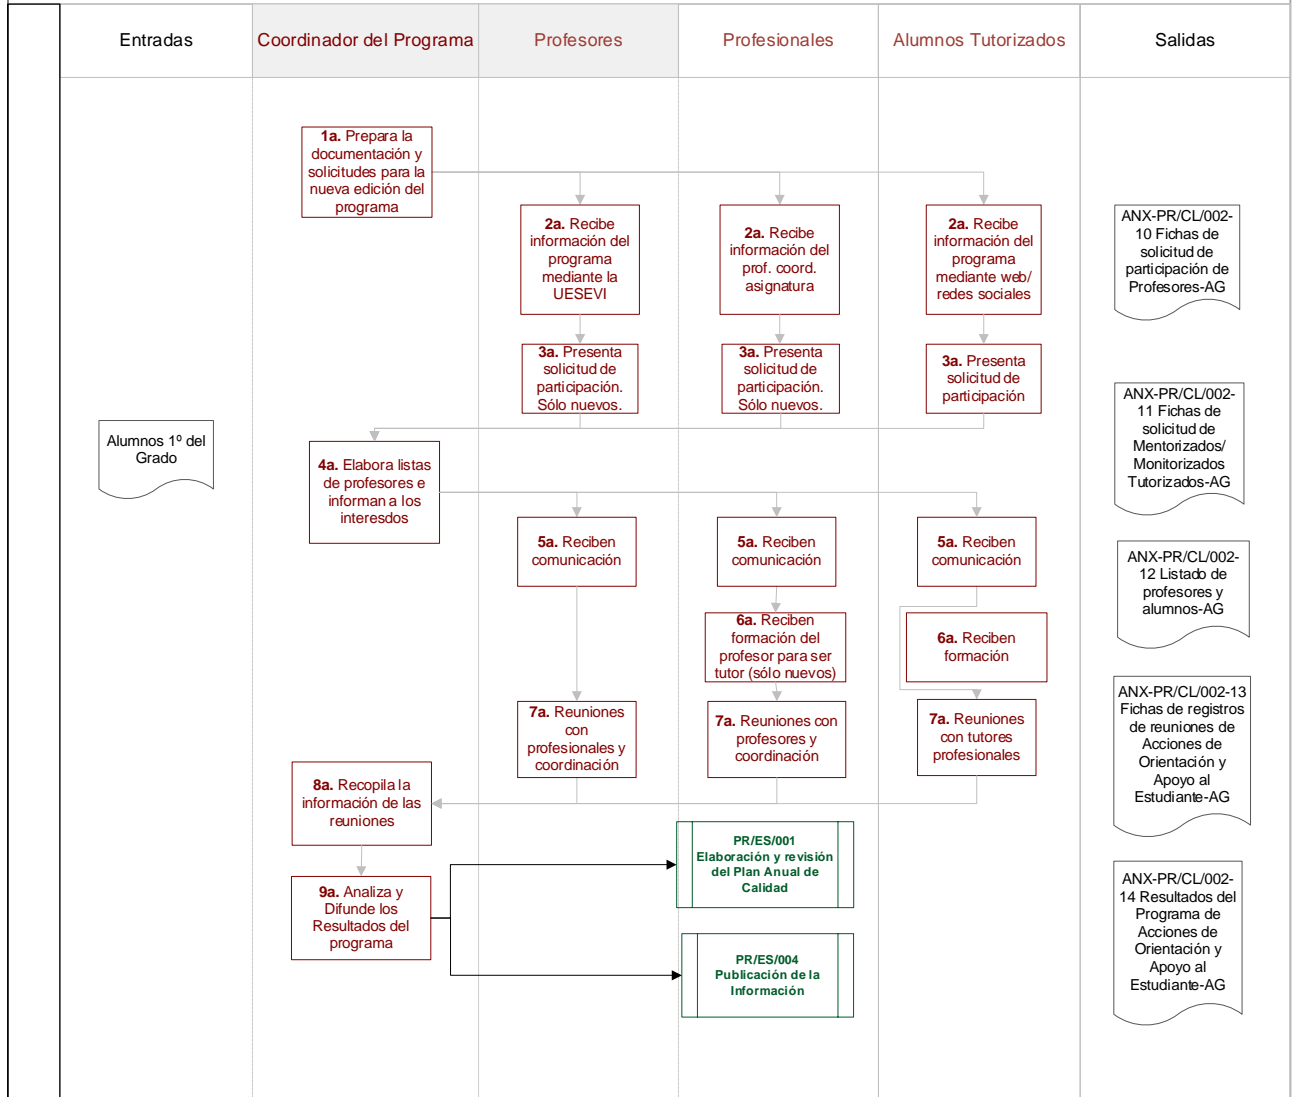 Entradas
Coordinador del Programa
Profesores
Profesionales
Alumnos Tutorizados
Salidas
1a. Prepara la
documentación y
solicitudes para la
nueva edición del
programa
2a. Recibe
información del
programa
mediante la
UESEVI
2a. Recibe
información del
prof. coord.
asignatura
2a. Recibe
información del
programa
mediante web/
redes sociales
ANX-PR/CL/002-
10 Fichas de
solicitud de
participación de
Profesores-AG
3a. Presenta
solicitud de
participación.
Sólo nuevos.
3a. Presenta
solicitud de
participación.
Sólo nuevos.
3a. Presenta
solicitud de
participación
ANX-PR/CL/002-
11 Fichas de
solicitud de
Mentorizados/
Monitorizados
Tutorizados-AG
Alumnos 1º del
Grado
4a. Elabora listas
de profesores e
informan a los
interesdos
5a. Reciben
comunicación
5a. Reciben
comunicación
5a. Reciben
comunicación
ANX-PR/CL/002-
12 Listado de
profesores y
alumnos-AG
6a. Reciben
formación del
profesor para ser
tutor (sólo nuevos)
6a. Reciben
formación
7a. Reuniones
con
profesionales y
coordinación
7a. Reuniones con
profesores y
coordinación
7a. Reuniones
con tutores
profesionales
ANX-PR/CL/002-13
Fichas de registros
de reuniones de
Acciones de
Orientación y
Apoyo al
Estudiante-AG
8a. Recopila la
información de las
reuniones
PR/ES/001
Elaboración y revisión
del Plan Anual de
Calidad
9a. Analiza y
Difunde los
Resultados del
programa
ANX-PR/CL/002-
14 Resultados del
Programa de
Acciones de
Orientación y
Apoyo al
Estudiante-AG
PR/ES/004
Publicación de la
Información